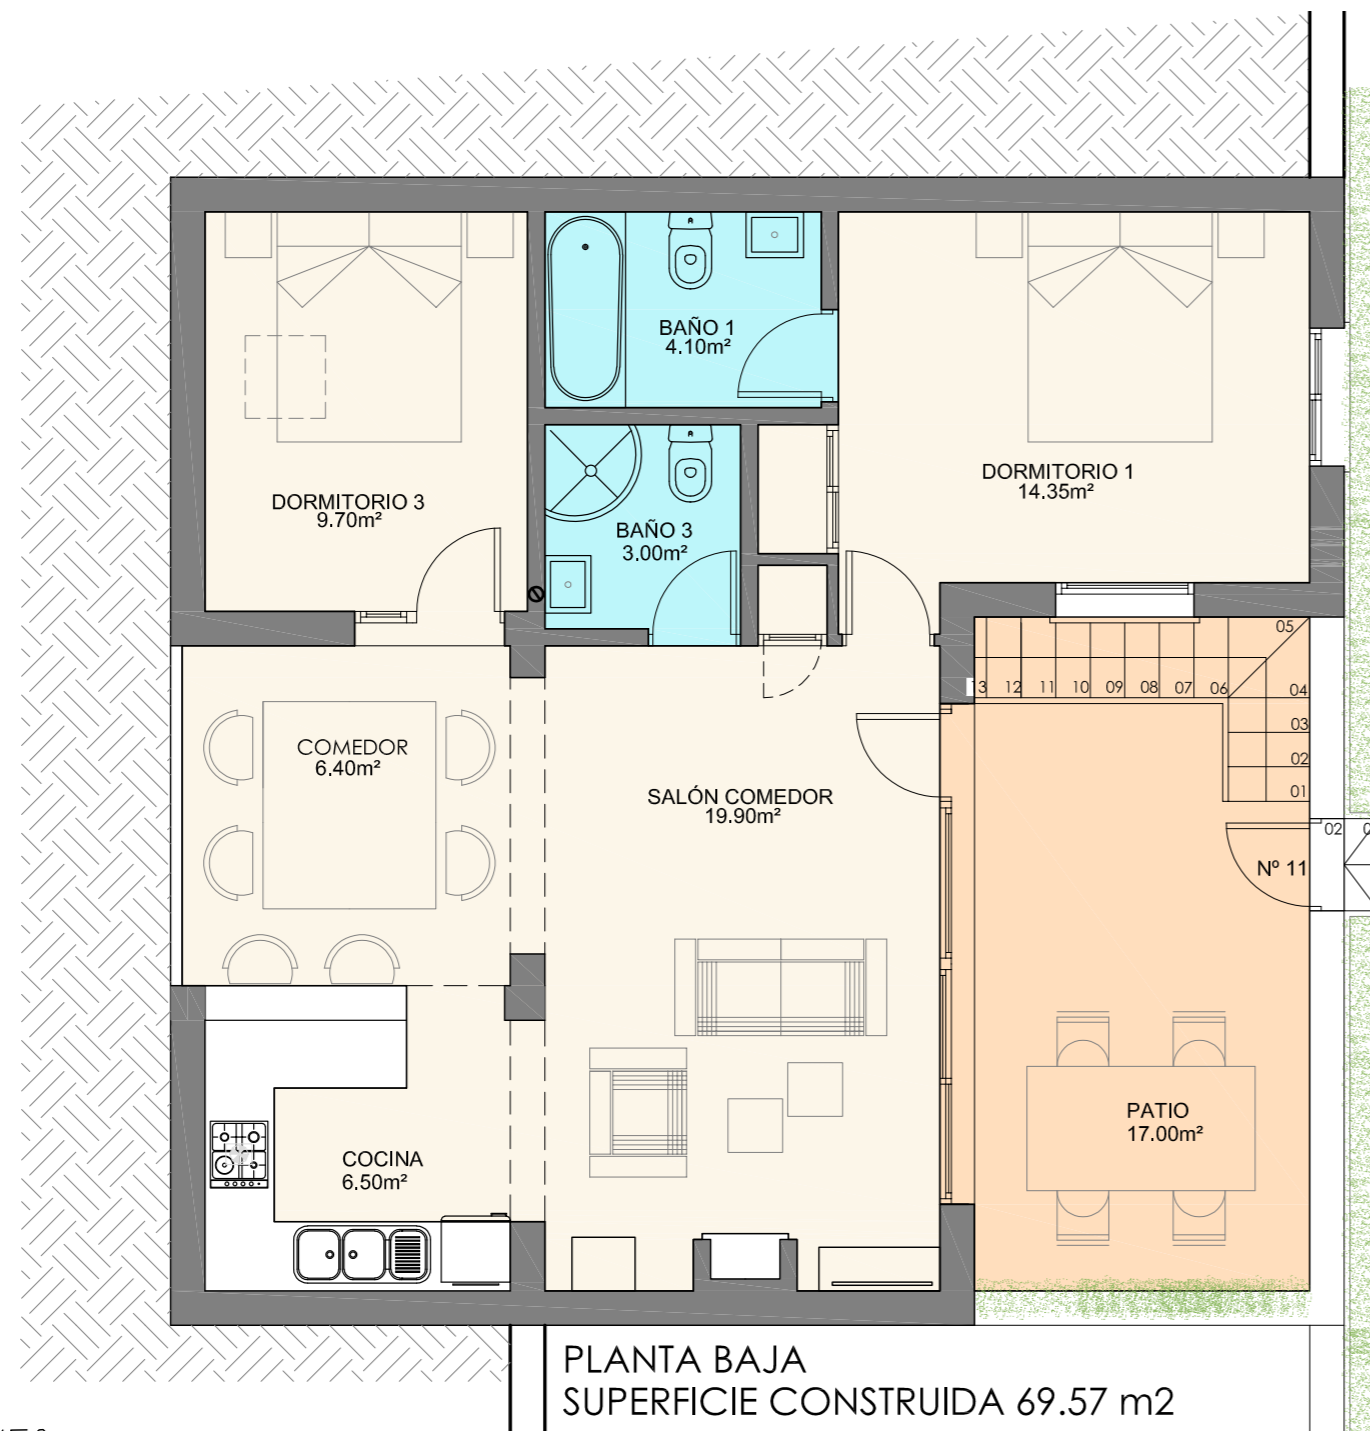 BAÑO 1
4.10m²
DORMITORIO 1
14.35m²
DORMITORIO 3
9.70m²
BAÑO 3
3.00m²
05
13 12 11 10 09 08 07 06 04
03
02
01
COMEDOR
6.40m²
SALÓN COMEDOR
19.90m²
02
Nº 11
PATIO
17.00m²
COCINA
6.50m²
PLANTA BAJA
SUPERFICIE CONSTRUIDA 69.57 m2